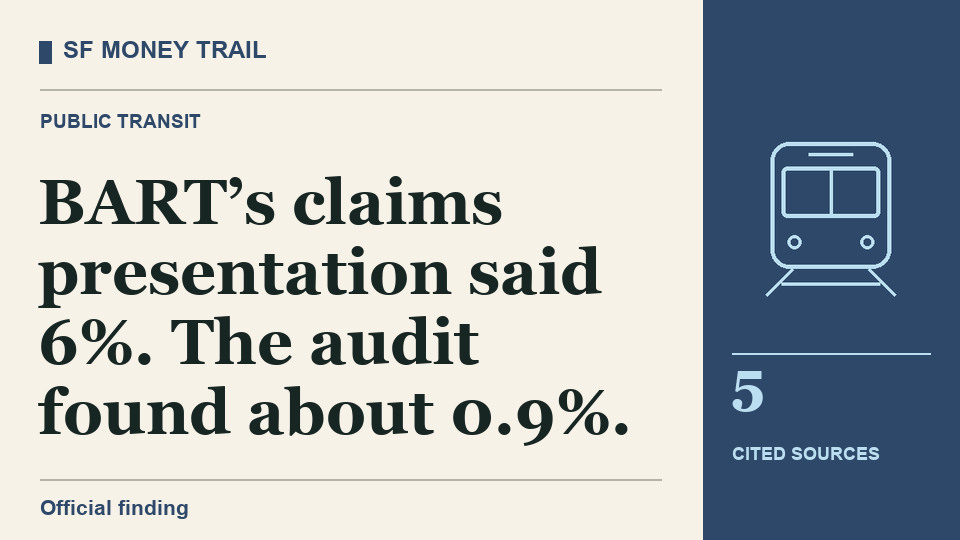 SF MONEY TRAIL
PUBLIC TRANSIT
BART’s claims
presentation said
6%. The audit
found about 0.9%.
Official finding
5
CITED SOURCES